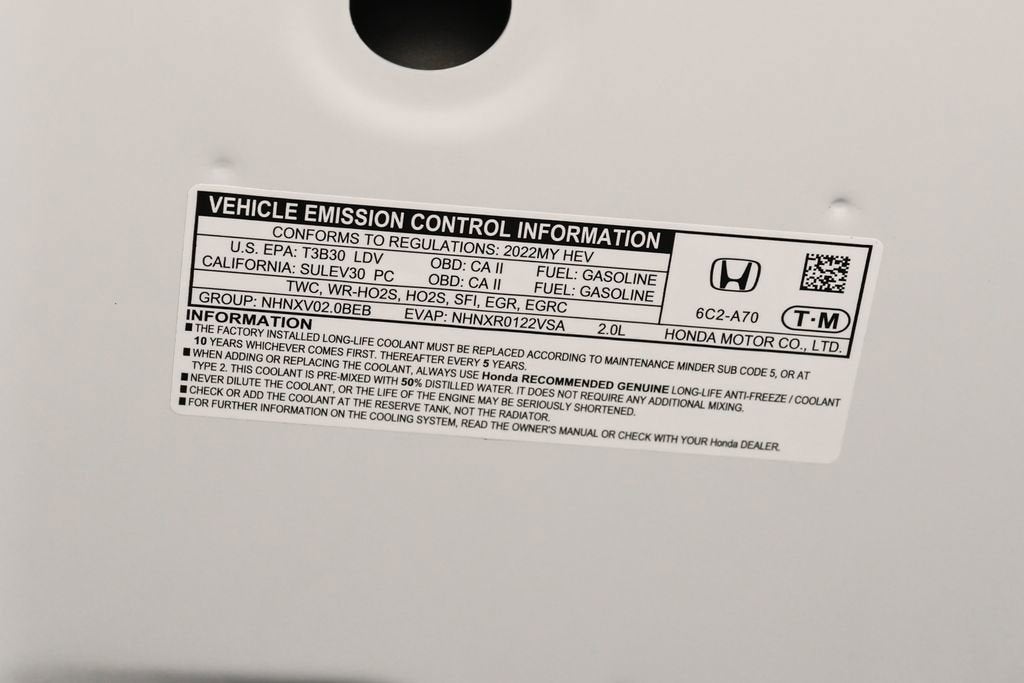 VEHICLE EMISSION CONTROL INFORMATION
CONFORMS TO REGULATIONS: 2022MY HEV
U.S. EPA: T3B30 LDV OBD: CA II FUEL: GASOLINE
CALIFORNIA: SULEV30 PC OBD: CA II FUEL: GASOLINE
TWC, WR-HO2S, HO2S, SFI, EGR, EGRC
GROUP: NHNXV02.0BEB EVAP: NHNXR0122VSA 2.0L
6C2-A70
T·M
HONDA MOTOR CO., LTD.
INFORMATION
■ THE FACTORY INSTALLED LONG-LIFE COOLANT MUST BE REPLACED ACCORDING TO MAINTENANCE MINDER SUB CODE 5, OR AT
10 YEARS WHICHEVER COMES FIRST. THEREAFTER EVERY 5 YEARS.
■ WHEN ADDING OR REPLACING THE COOLANT, ALWAYS USE Honda RECOMMENDED GENUINE LONG-LIFE ANTI-FREEZE / COOLANT
TYPE 2. THIS COOLANT IS PRE-MIXED WITH 50% DISTILLED WATER. IT DOES NOT REQUIRE ANY ADDITIONAL MIXING.
■ NEVER DILUTE THE COOLANT, OR THE LIFE OF THE ENGINE MAY BE SERIOUSLY SHORTENED.
■ CHECK OR ADD THE COOLANT AT THE RESERVE TANK, NOT THE RADIATOR.
■ FOR FURTHER INFORMATION ON THE COOLING SYSTEM, READ THE OWNER'S MANUAL OR CHECK WITH YOUR Honda DEALER.